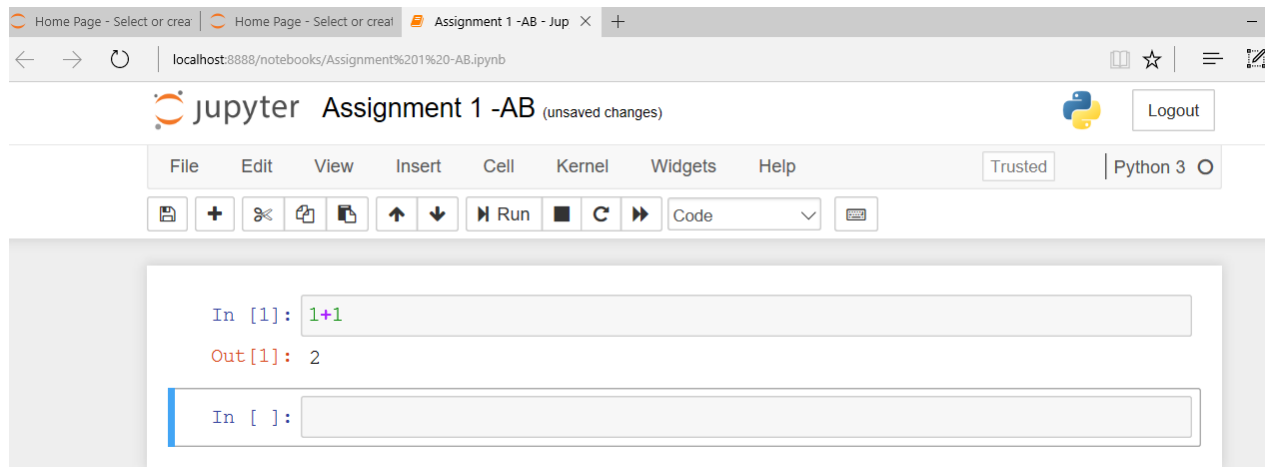 Home Page - Select or crea Home Page - Select or creat Assignment 1 -AB - Jup
localhost:8888/notebooks/Assignment%201%20-AB.ipynb
jupyter Assignment 1 -AB (unsaved changes) Logout
File Edit View Insert Cell Kernel Widgets Help Trusted Python 3
Run Code
In [1]: 1+1
Out[1]: 2
In [ ]: